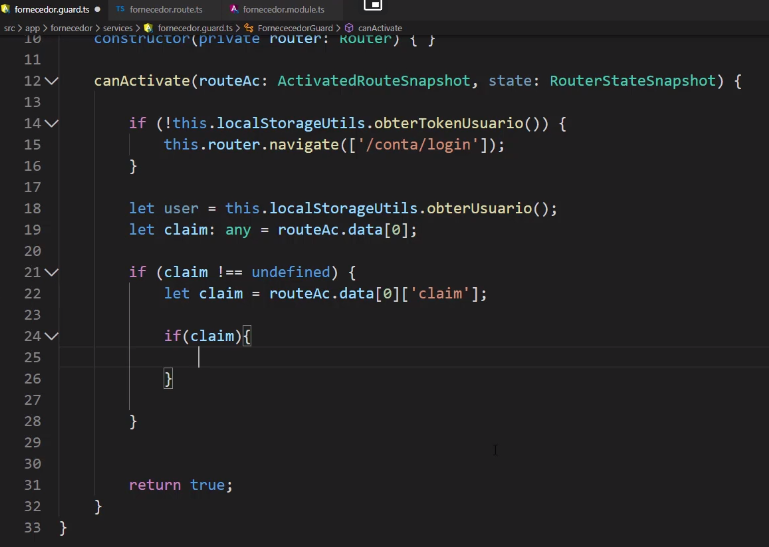 fornecedor.guard.ts
TS fornecedor.route.ts
fornecedor.module.ts
src > app > fornecedor > services > fornecedor.guard.ts > FornececedorGuard > canActivate
10 constructor(private router: Router) { }
11
12 canActivate(routeAc: ActivatedRouteSnapshot, state: RouterStateSnapshot) {
13
14 if (!this.localStorageUtils.obterTokenUsuario()) {
15 this.router.navigate(['/conta/login']);
16 }
17
18 let user = this.localStorageUtils.obterUsuario();
19 let claim: any = routeAc.data[0];
20
21 if (claim !== undefined) {
22 let claim = routeAc.data[0]['claim'];
23
24 if(claim){
25
26 }
27
28 }
29
30
31 return true;
32 }
33 }